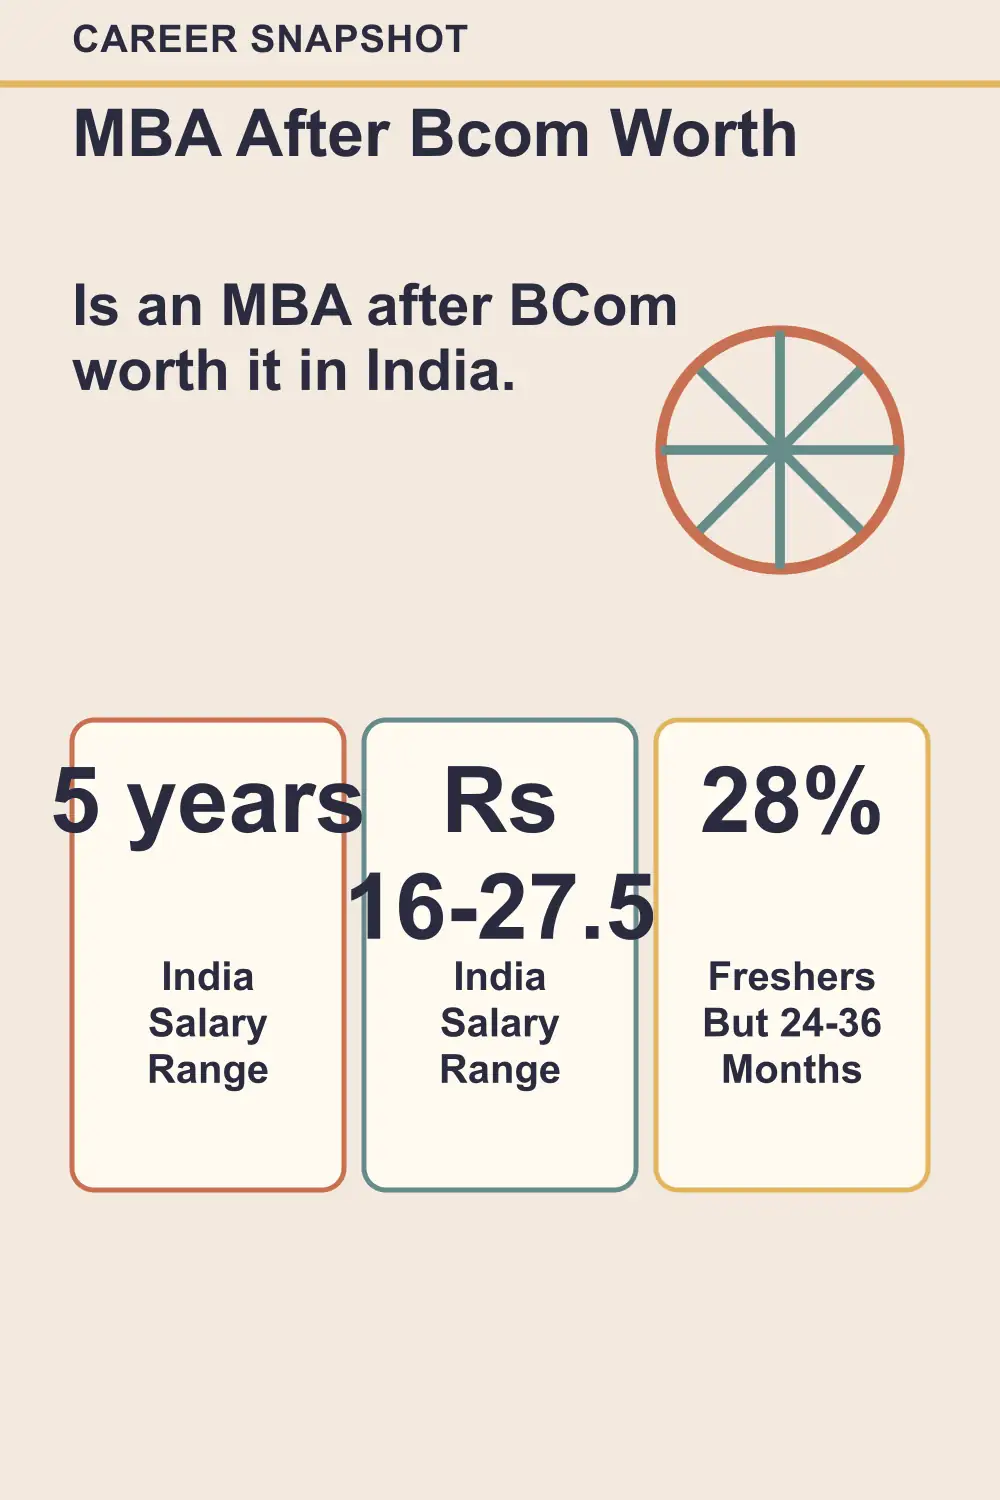 CAREER SNAPSHOT
MBA After Bcom Worth
Is an MBA after BCom
worth it in India.
5 years
India
Salary
Range
Rs
16-27.5
India
Salary
Range
28%
Freshers
But 24-36
Months